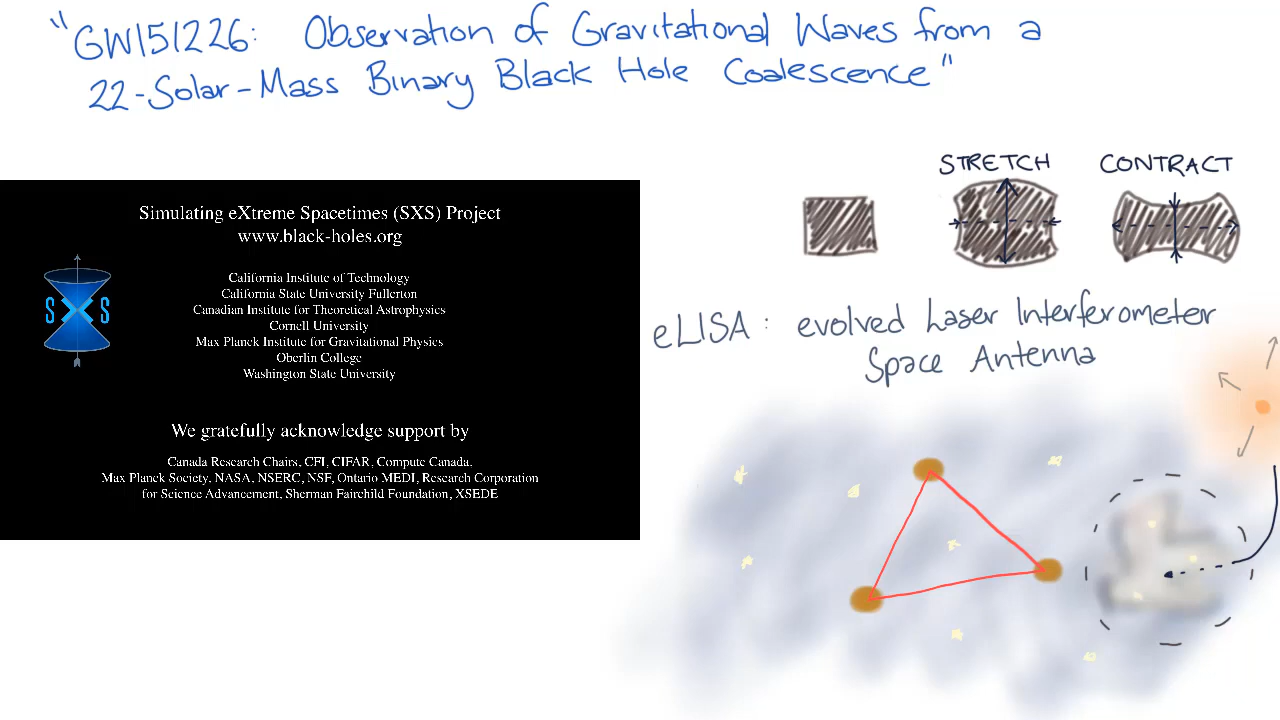 "GW151226: Observation of Gravitational Waves from a
22-Solar-Mass Binary Black Hole Coalescence"
STRETCH
CONTRACT
Simulating eXtreme Spacetimes (SXS) Project
www.black-holes.org
California Institute of Technology
California State University Fullerton
Canadian Institute for Theoretical Astrophysics
Cornell University
Max Planck Institute for Gravitational Physics
Oberlin College
Washington State University
SXS
We gratefully acknowledge support by
Canada Research Chairs, CFI, CIFAR, Compute Canada,
Max Planck Society, NASA, NSERC, NSF, Ontario MEDI, Research Corporation
for Science Advancement, Sherman Fairchild Foundation, XSEDE
eLISA: evolved Laser Interferometer
Space Antenna